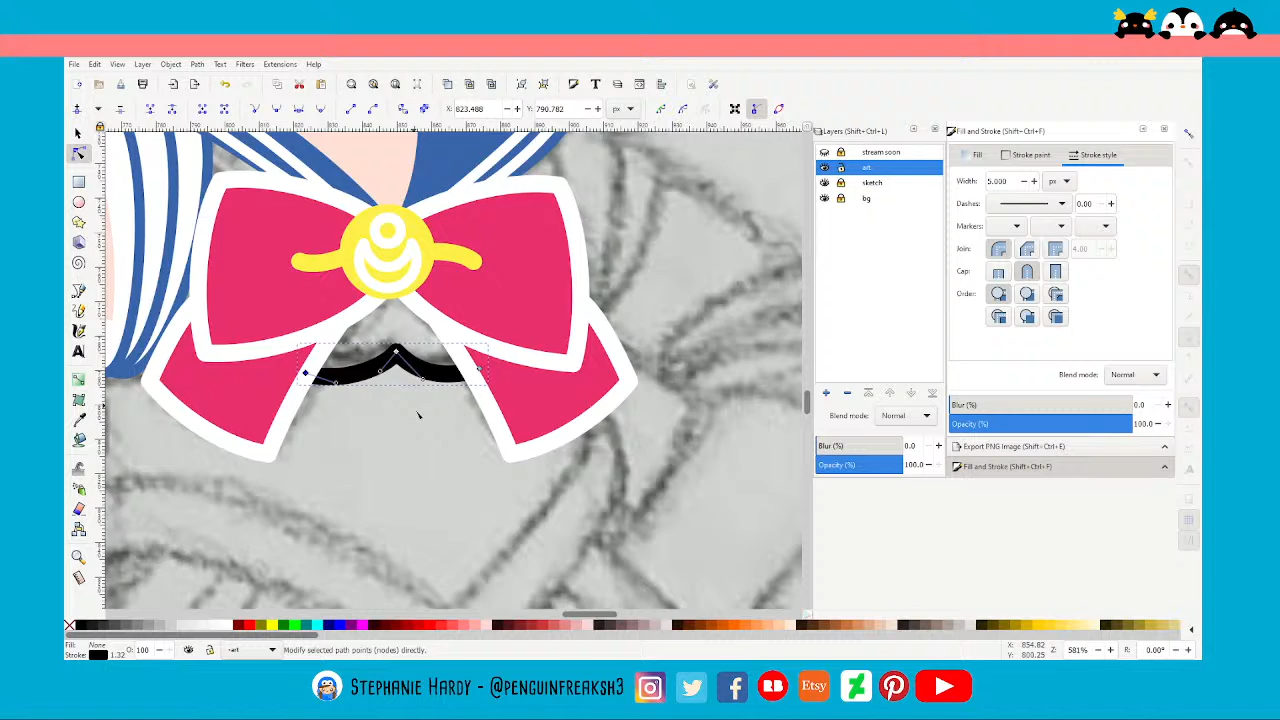 File Edit View Layer Object Path Text Filters Extensions Help
X: 823.488 Y: 790.782 px
Layers (Shift+Ctrl+L)
Fill and Stroke (Shift+Ctrl+F)
stream soon
art
sketch
bg
Fill Stroke paint Stroke style
Width: 5.000 px
Dashes: 0.00
Markers:
Join: 4.00
Cap:
Order:
Blend mode: Normal
Blur (%) 0.0
Opacity (%) 100.0
Blend mode: Normal
Blur (%) 0.0
Opacity (%) 100.0
Export PNG Image (Shift+Ctrl+E)
Fill and Stroke (Shift+Ctrl+F)
Fill: None
Stroke: 1.32
O: 100
art
Modify selected path points (nodes) directly.
X: 854.82
Y: 800.25
Z: 581% R: 0.00°
Stephanie Hardy - @penguinfreaksh3
Etsy